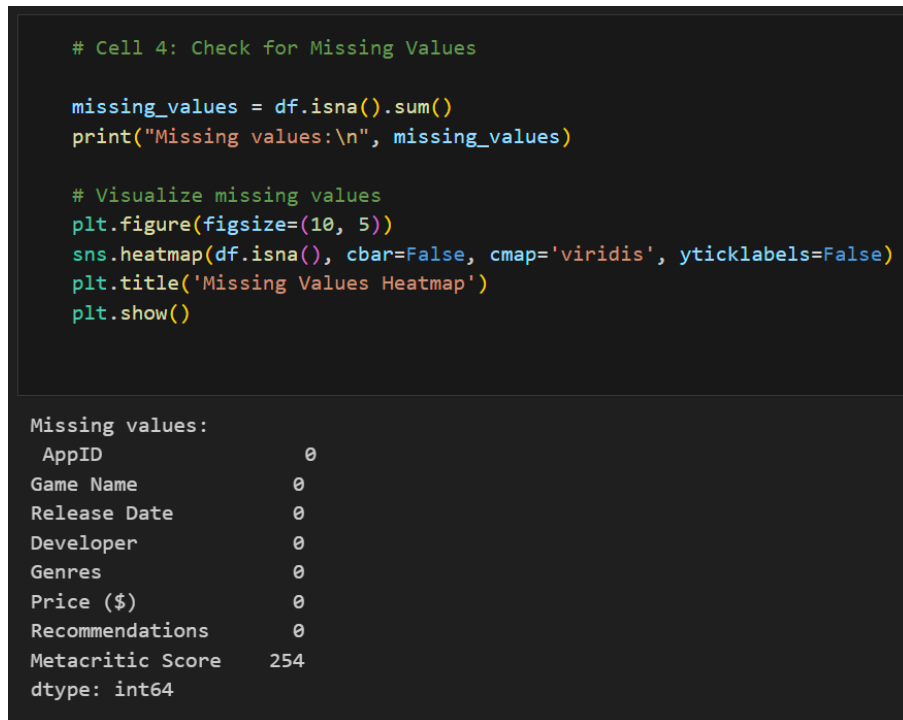 # Cell 4: Check for Missing Values
missing_values = df.isna().sum()
print("Missing values:\n", missing_values)
# Visualize missing values
plt.figure(figsize=(10, 5))
sns.heatmap(df.isna(), cbar=False, cmap='viridis', yticklabels=False)
plt.title('Missing Values Heatmap')
plt.show()
Missing values:
AppID 0
Game Name 0
Release Date 0
Developer 0
Genres 0
Price ($) 0
Recommendations 0
Metacritic Score 254
dtype: int64